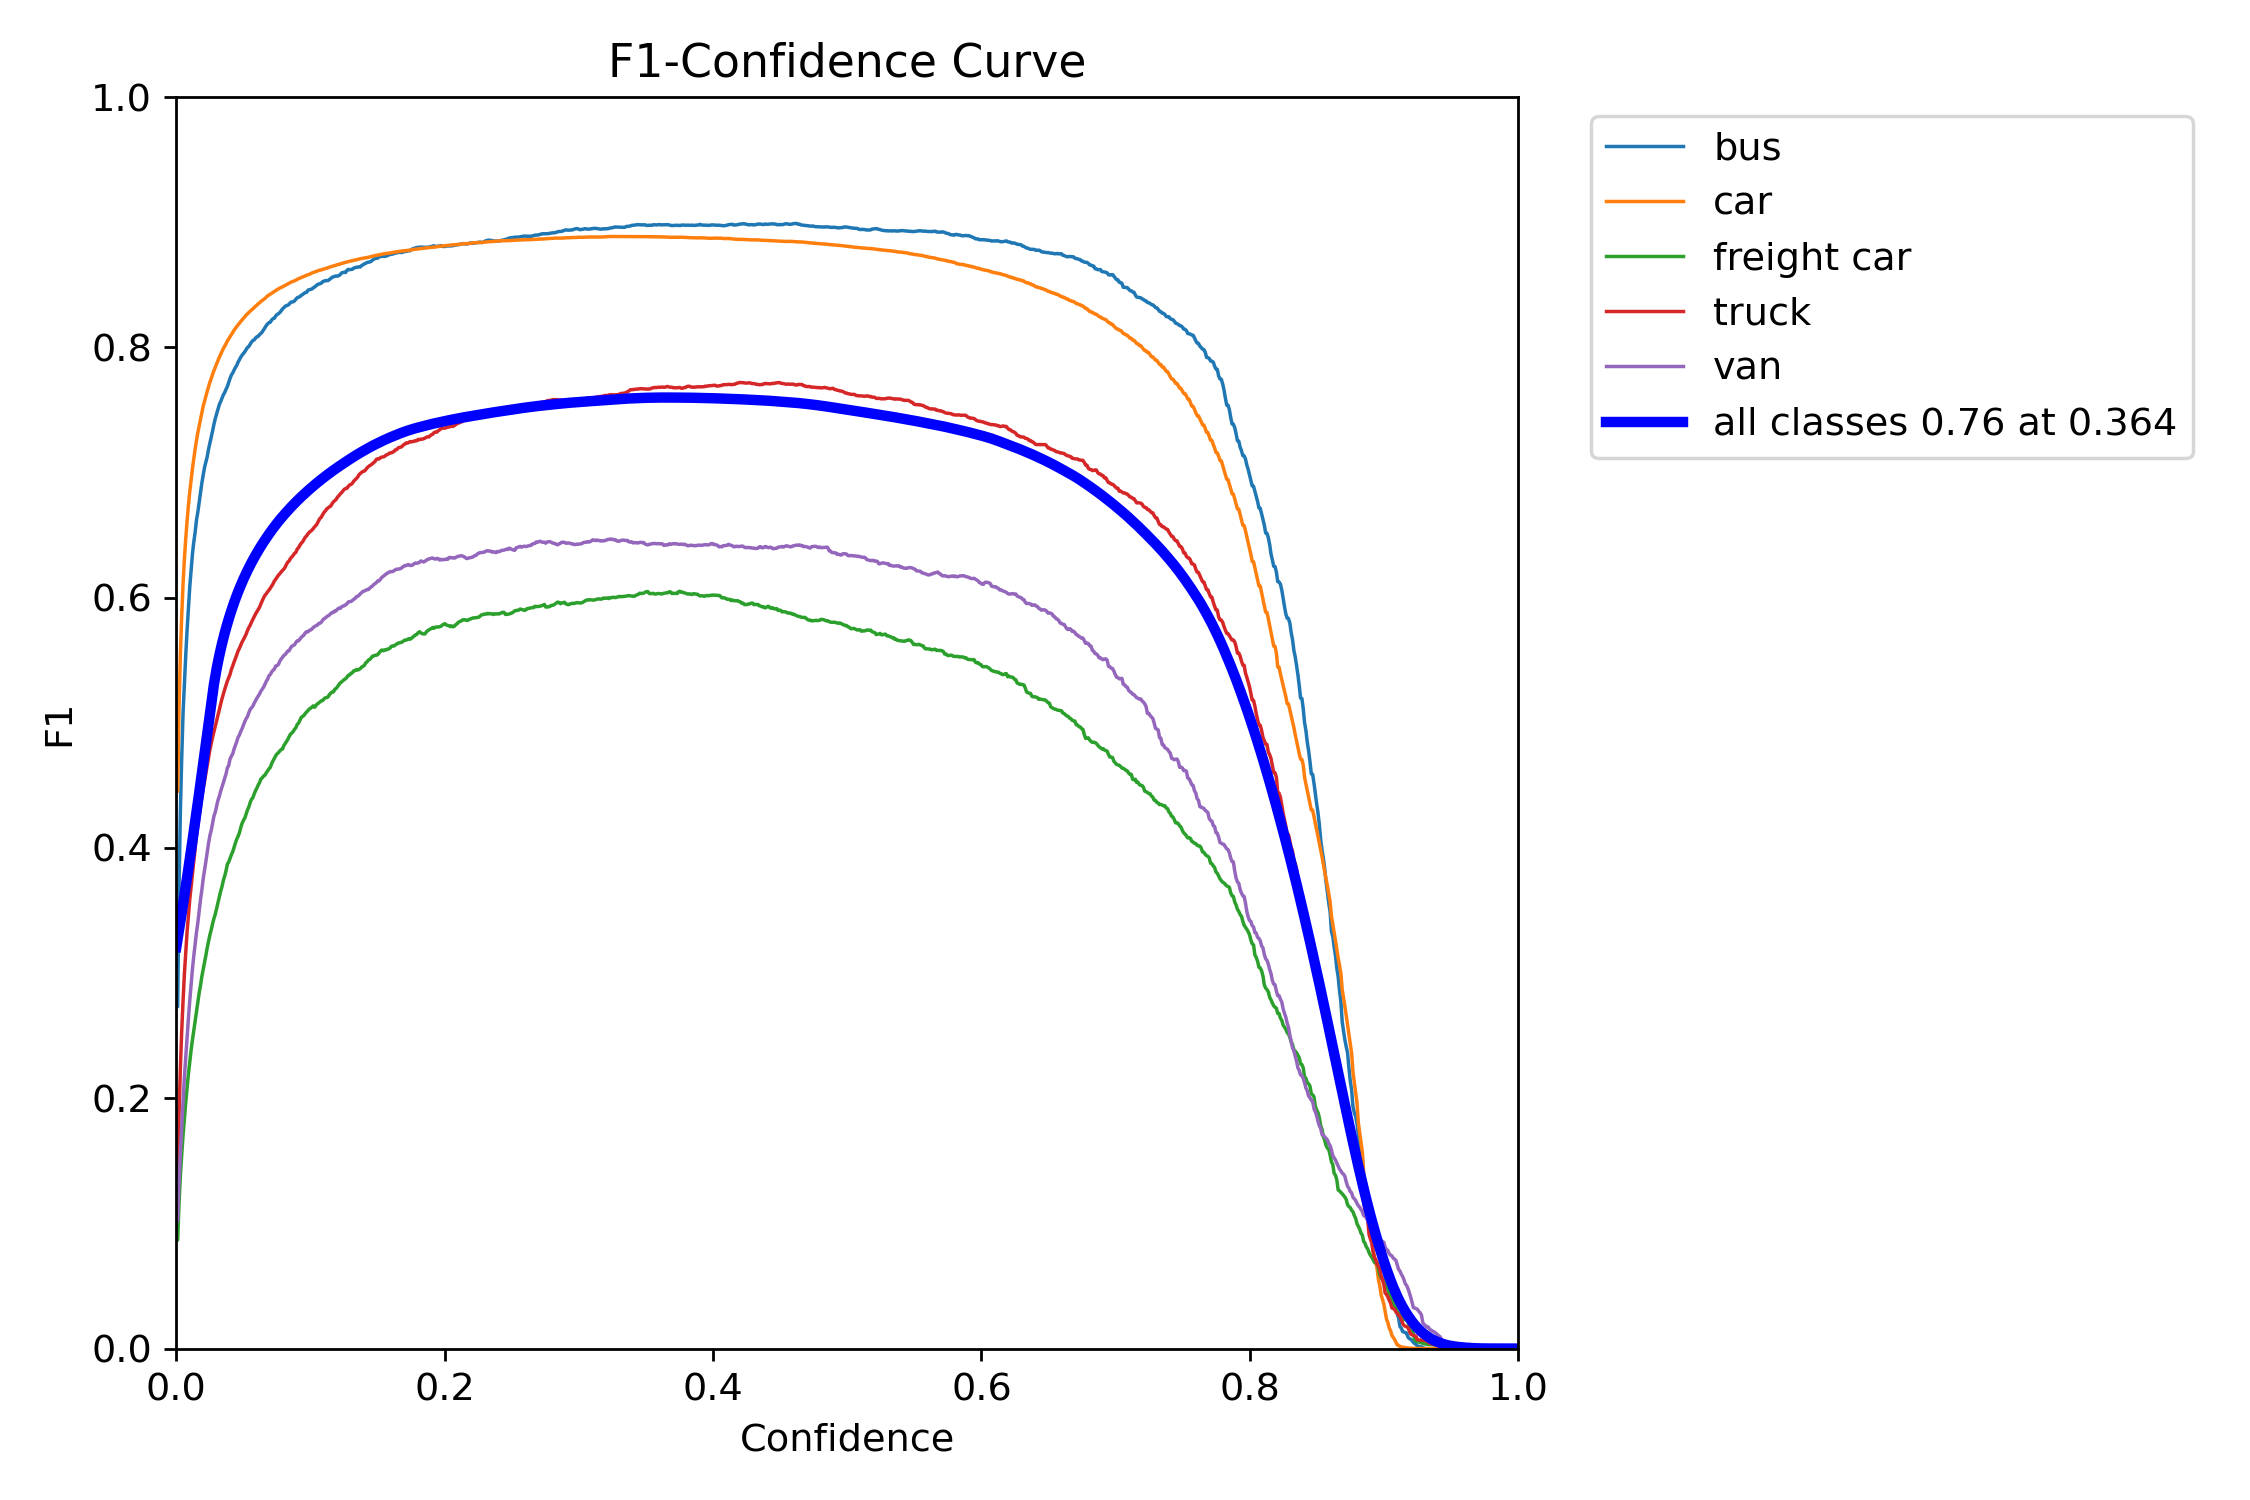 F1-Confidence Curve
1.0
0.8
0.6
0.4
0.2
0.0
F1
0.0 0.2 0.4 0.6 0.8 1.0
Confidence
bus
car
freight car
truck
van
all classes 0.76 at 0.364